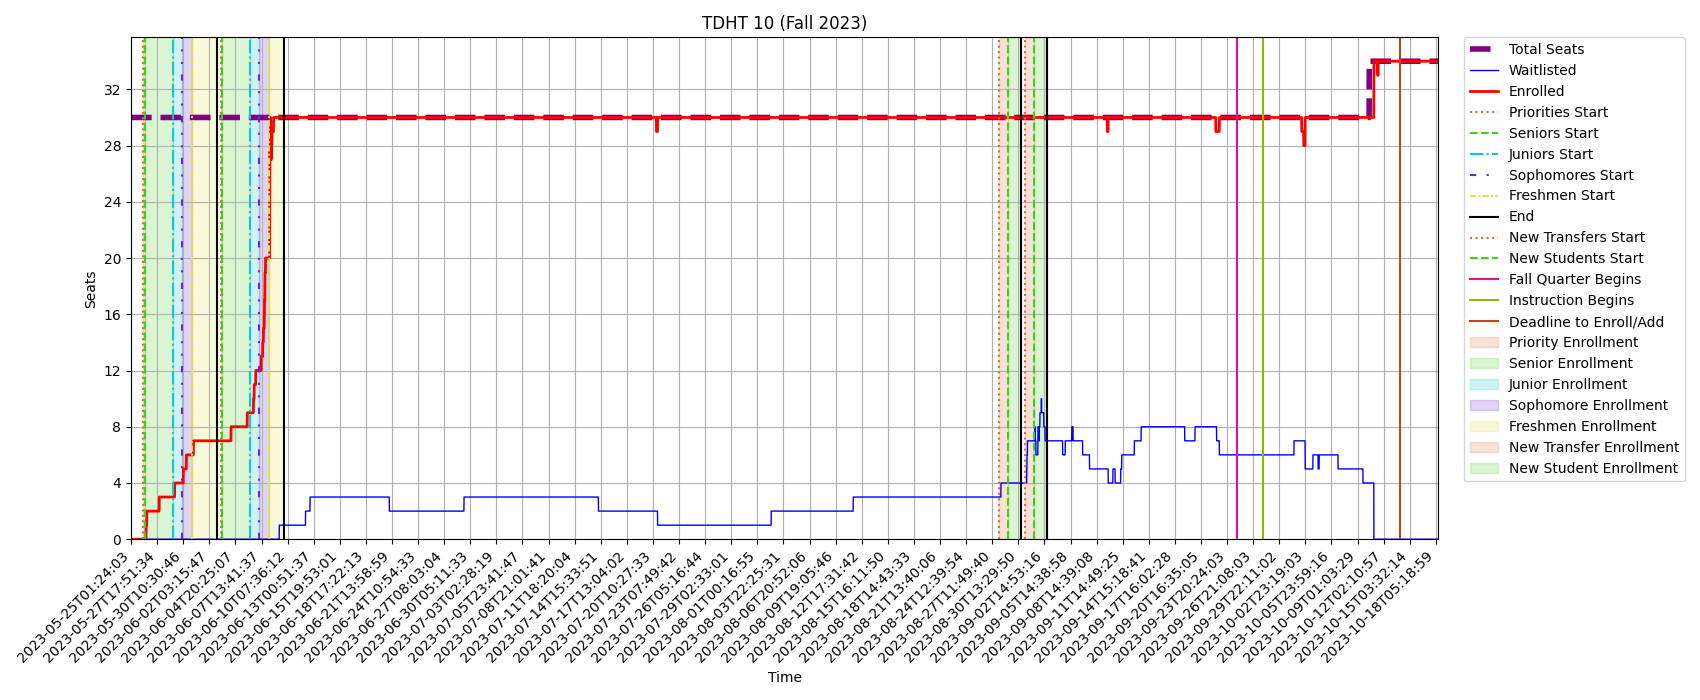 TDHT 10 (Fall 2023)
Seats
32
28
24
20
16
12
8
4
0
2023-05-25T01:24:03
2023-05-27T17:51:34
2023-05-30T10:30:46
2023-06-02T03:15:47
2023-06-04T20:25:07
2023-06-07T13:41:37
2023-06-10T07:36:12
2023-06-13T00:51:37
2023-06-15T19:53:01
2023-06-18T17:22:13
2023-06-21T13:58:59
2023-06-24T10:54:33
2023-06-27T08:03:04
2023-06-30T05:11:33
2023-07-03T02:28:19
2023-07-05T23:41:47
2023-07-08T21:01:41
2023-07-11T18:20:04
2023-07-14T15:33:51
2023-07-17T13:04:02
2023-07-20T10:27:33
2023-07-23T07:49:42
2023-07-26T05:16:44
2023-07-29T02:33:01
2023-08-01T00:16:55
2023-08-03T22:25:31
2023-08-06T20:52:06
2023-08-09T19:05:46
2023-08-12T17:31:42
2023-08-15T16:11:50
2023-08-18T14:43:33
2023-08-21T13:40:06
2023-08-24T12:39:54
2023-08-27T11:49:40
2023-08-30T13:29:50
2023-09-02T14:53:16
2023-09-05T14:38:58
2023-09-08T14:39:08
2023-09-11T14:49:25
2023-09-14T15:18:41
2023-09-17T16:02:28
2023-09-20T16:35:05
2023-09-23T20:24:03
2023-09-26T21:08:03
2023-09-29T22:11:02
2023-10-02T23:19:03
2023-10-05T23:59:16
2023-10-09T01:03:29
2023-10-12T02:10:57
2023-10-15T03:32:14
2023-10-18T05:18:59
Time
Total Seats
Waitlisted
Enrolled
Priorities Start
Seniors Start
Juniors Start
Sophomores Start
Freshmen Start
End
New Transfers Start
New Students Start
Fall Quarter Begins
Instruction Begins
Deadline to Enroll/Add
Priority Enrollment
Senior Enrollment
Junior Enrollment
Sophomore Enrollment
Freshmen Enrollment
New Transfer Enrollment
New Student Enrollment